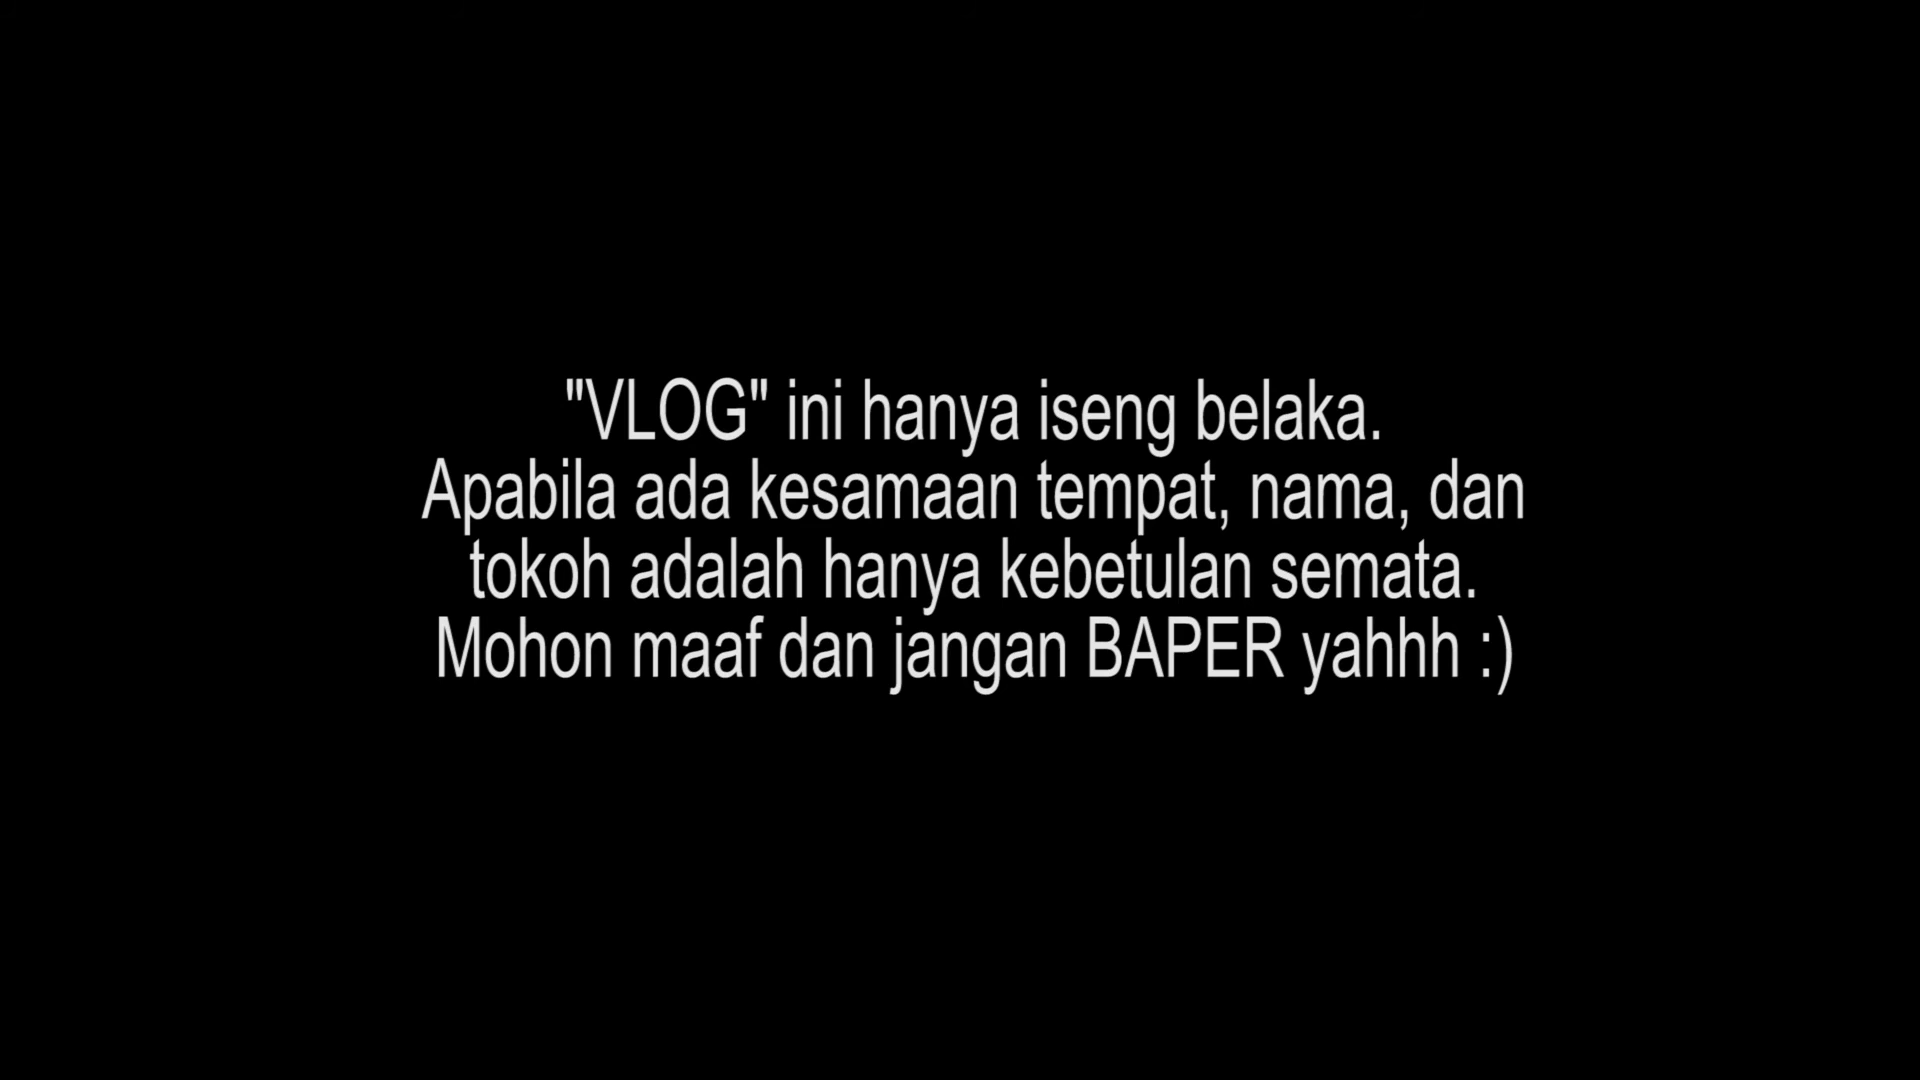 "VLOG" ini hanya iseng belaka.
Apabila ada kesamaan tempat, nama, dan
tokoh adalah hanya kebetulan semata.
Mohon maaf dan jangan BAPER yahhh :)